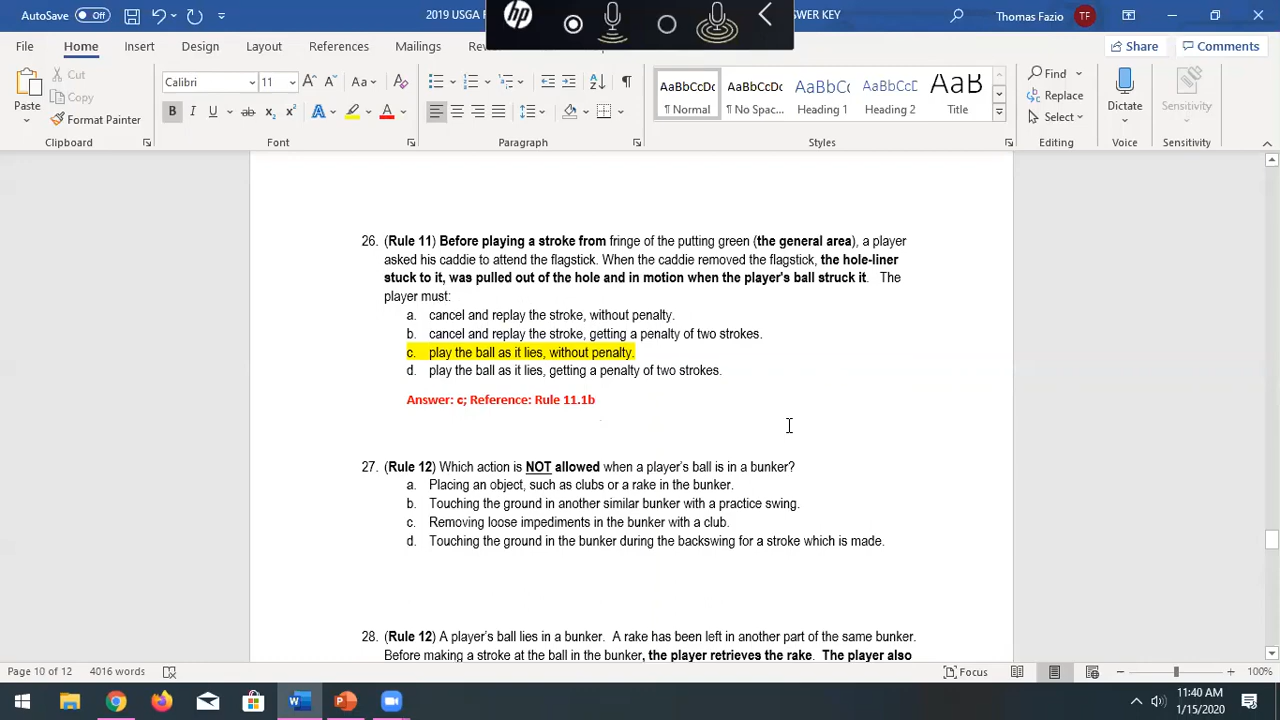 AutoSave Off
2019 USGA
SWER KEY
Thomas Fazio TF
hp
File Home Insert Design Layout References Mailings Share Comments
Paste Cut Copy Format Painter
Calibri 11
AaBbCcDc AaBbCcDc AaBbCc AaBbCcD AaB
¶ Normal ¶ No Spac... Heading 1 Heading 2 Title
Find Replace Select
Dictate Sensitivity
Clipboard Font Paragraph Styles Editing Voice Sensitivity
26. (Rule 11) Before playing a stroke from fringe of the putting green (the general area), a player
asked his caddie to attend the flagstick. When the caddie removed the flagstick, the hole-liner
stuck to it, was pulled out of the hole and in motion when the player's ball struck it. The
player must:
a. cancel and replay the stroke, without penalty.
b. cancel and replay the stroke, getting a penalty of two strokes.
c. play the ball as it lies, without penalty.
d. play the ball as it lies, getting a penalty of two strokes.
Answer: c; Reference: Rule 11.1b
27. (Rule 12) Which action is NOT allowed when a player's ball is in a bunker?
a. Placing an object, such as clubs or a rake in the bunker.
b. Touching the ground in another similar bunker with a practice swing.
c. Removing loose impediments in the bunker with a club.
d. Touching the ground in the bunker during the backswing for a stroke which is made.
28. (Rule 12) A player's ball lies in a bunker. A rake has been left in another part of the same bunker.
Before making a stroke at the ball in the bunker, the player retrieves the rake. The player also
Page 10 of 12 4016 words Focus 100%
11:40 AM
1/15/2020